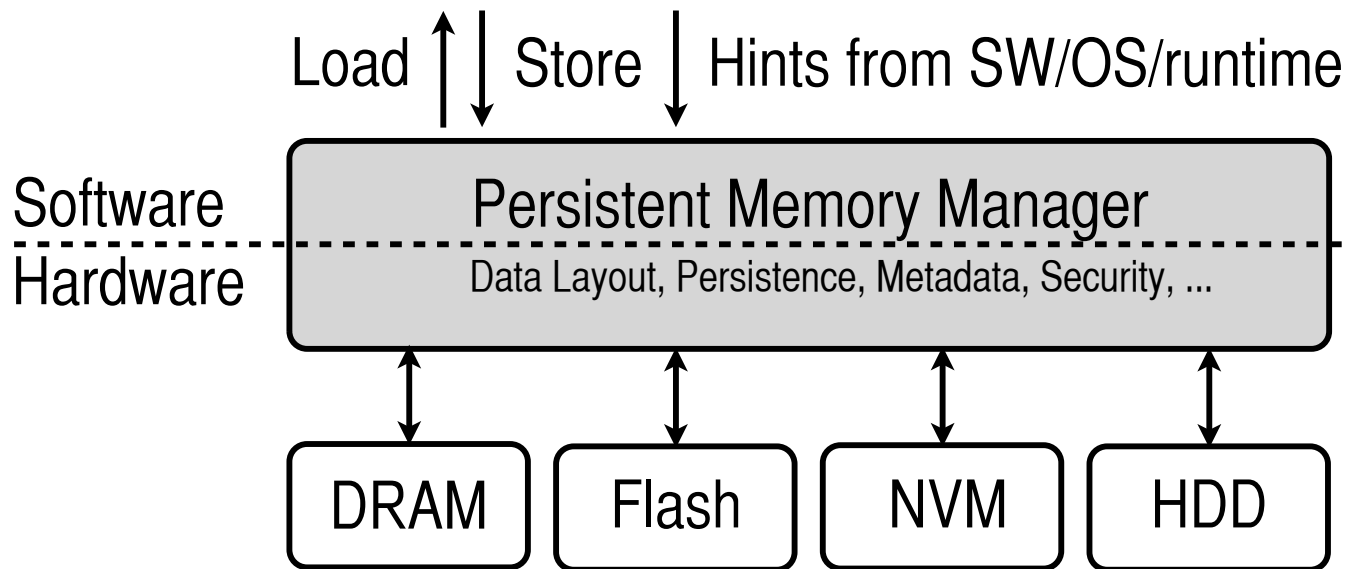 Load Store Hints from SW/OS/runtime
Software
Persistent Memory Manager
Hardware
Data Layout, Persistence, Metadata, Security, ...
DRAM Flash NVM HDD